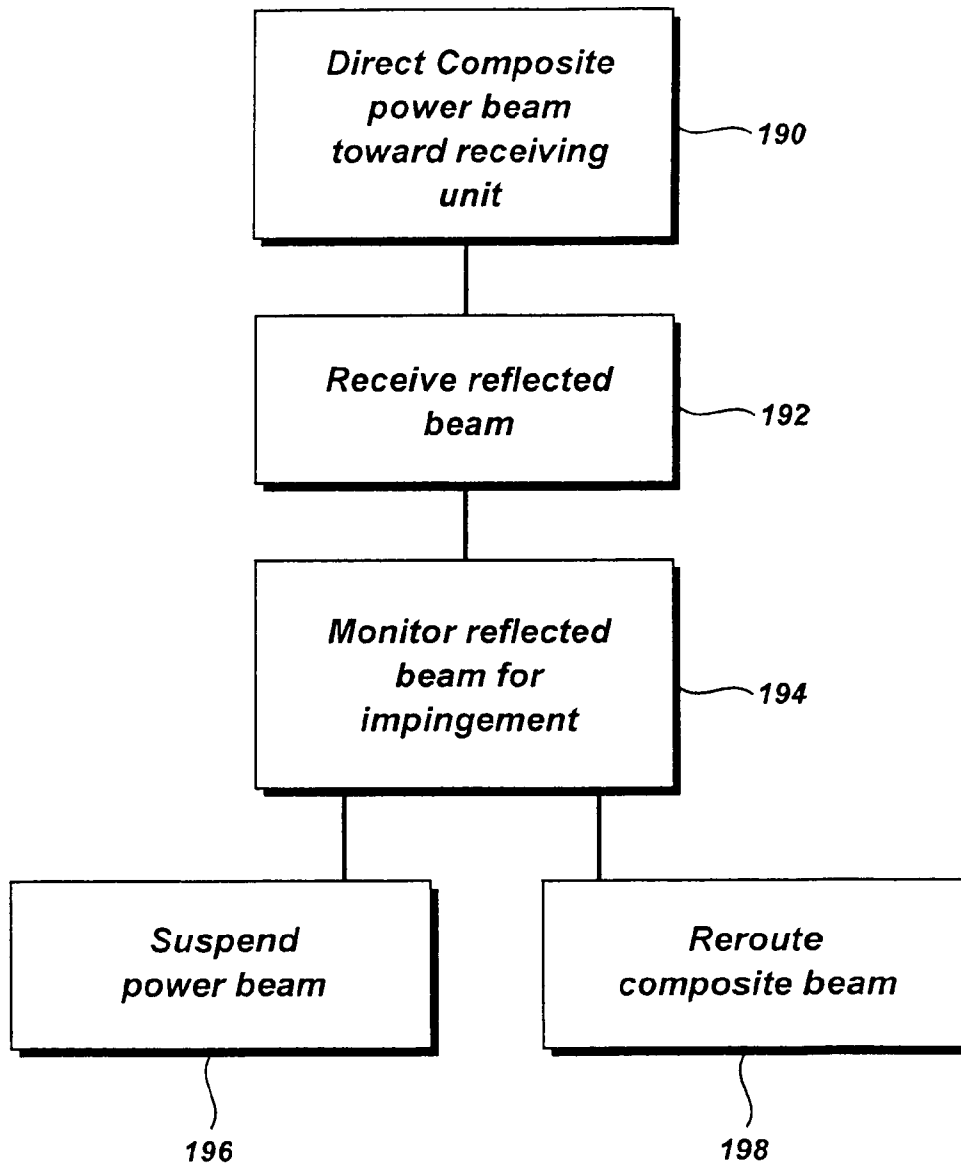 Direct Composite
power beam
toward receiving
unit
190
Receive reflected
beam
192
Monitor reflected
beam for
impingement
194
Suspend
power beam
Reroute
composite beam
196
198